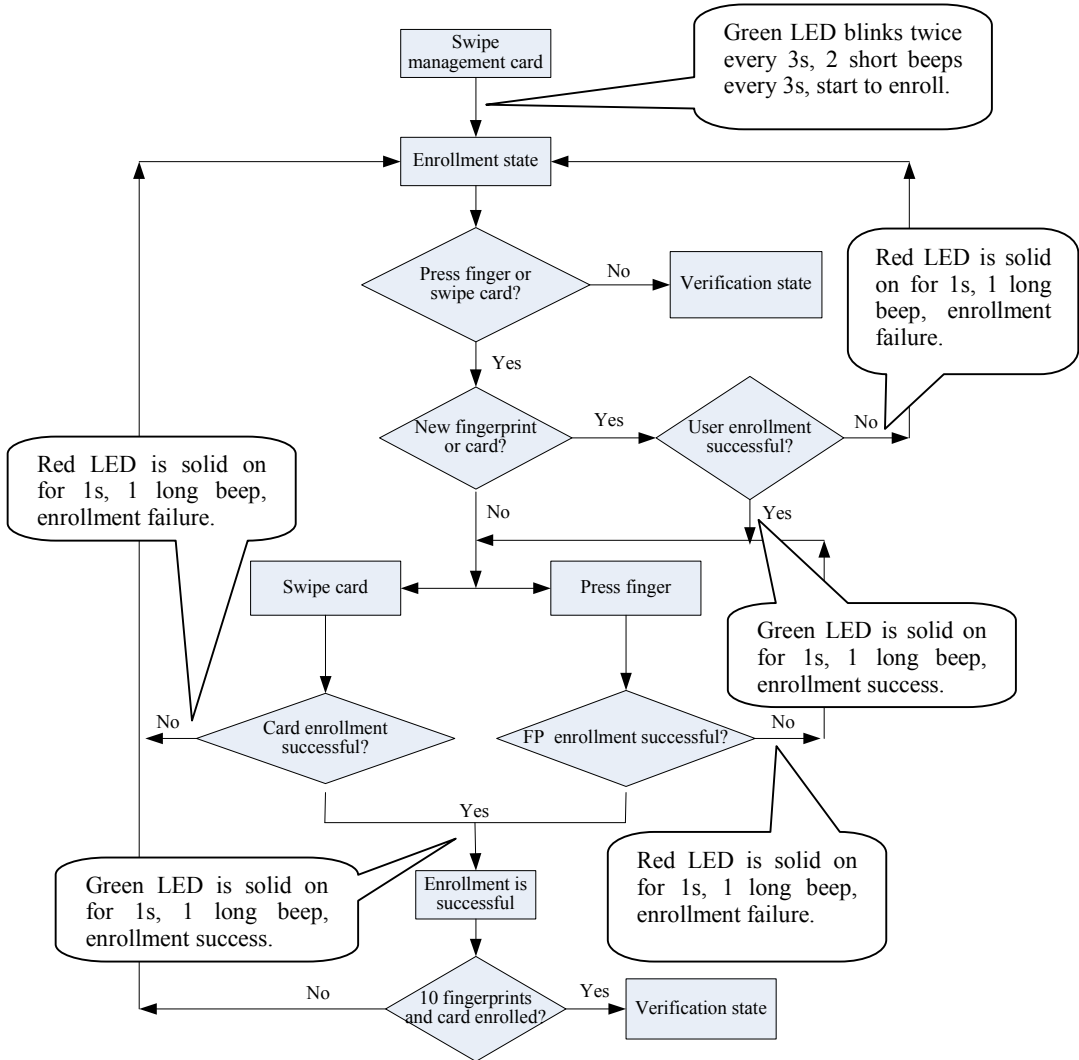 Swipe
management card
Green LED blinks twice
every 3s, 2 short beeps
every 3s, start to enroll.
Enrollment state
Press finger or
swipe card?
No
Verification state
Red LED is solid
on for 1s, 1 long
beep, enrollment
failure.
Yes
New fingerprint
or card?
Yes
User enrollment
successful?
No
Red LED is solid on
for 1s, 1 long beep,
enrollment failure.
No
Yes
Swipe card
Press finger
Green LED is solid on
for 1s, 1 long beep,
enrollment success.
No
Card enrollment
successful?
FP enrollment successful?
No
Yes
Green LED is solid on
for 1s, 1 long beep,
enrollment success.
Enrollment is
successful
Red LED is solid on
for 1s, 1 long beep,
enrollment failure.
No
10 fingerprints
and card enrolled?
Yes
Verification state